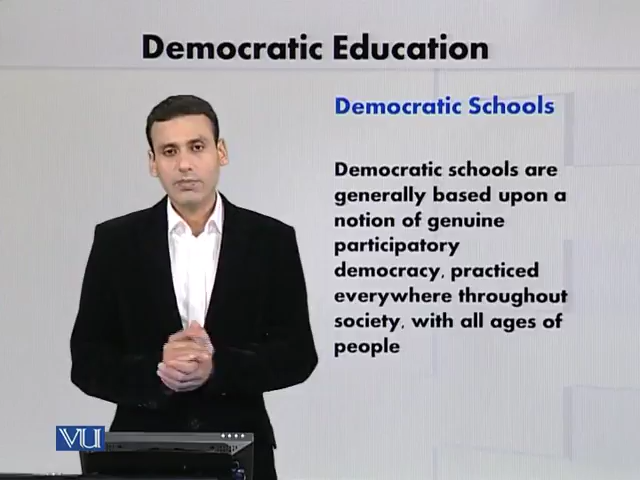 Democratic Education
Democratic Schools
Democratic schools are
generally based upon a
notion of genuine
participatory
democracy, practiced
everywhere throughout
society, with all ages of
people
VU